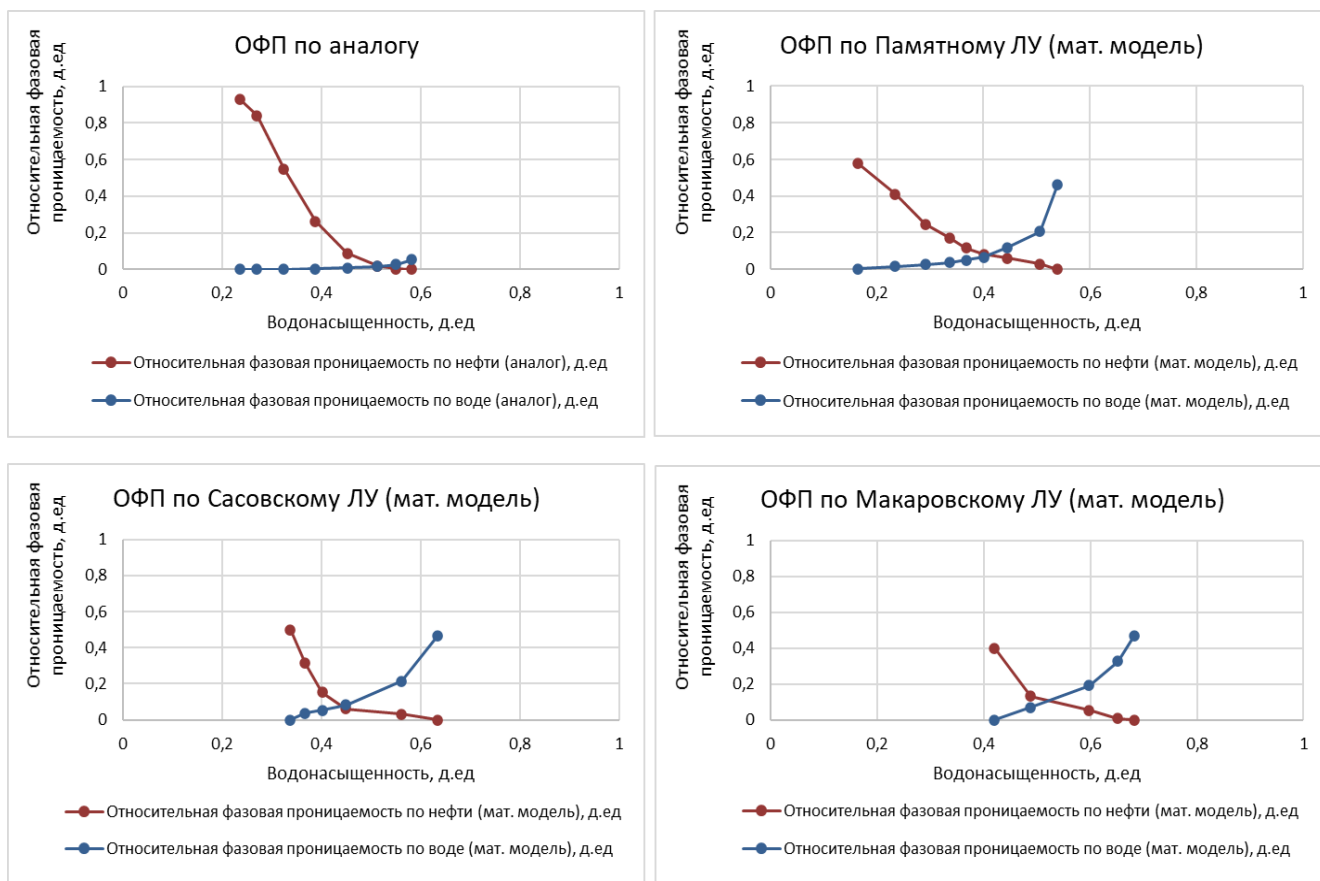 ОФП по аналогу
Относительная фазовая
проницаемость, д.ед
1
0,8
0,6
0,4
0,2
0
0
0,2
0,4
0,6
0,8
1
Водонасыщенность, д.ед
Относительная фазовая проницаемость по нефти (аналог), д.ед
Относительная фазовая проницаемость по воде (аналог), д.ед
ОФП по Памятному ЛУ (мат. модель)
Относительная фазовая
проницаемость, д.ед
1
0,8
0,6
0,4
0,2
0
0
0,2
0,4
0,6
0,8
1
Водонасыщенность, д.ед
Относительная фазовая проницаемость по нефти (мат. модель), д.ед
Относительная фазовая проницаемость по воде (мат. модель), д.ед
ОФП по Сасовскому ЛУ (мат. модель)
Относительная фазовая
проницаемость, д.ед
1
0,8
0,6
0,4
0,2
0
0
0,2
0,4
0,6
0,8
1
Водонасыщенность, д.ед
Относительная фазовая проницаемость по нефти (мат. модель), д.ед
Относительная фазовая проницаемость по воде (мат. модель), д.ед
ОФП по Макаровскому ЛУ (мат. модель)
Относительная фазовая
проницаемость, д.ед
1
0,8
0,6
0,4
0,2
0
0
0,2
0,4
0,6
0,8
1
Водонасыщенность, д.ед
Относительная фазовая проницаемость по нефти (мат. модель), д.ед
Относительная фазовая проницаемость по воде (мат. модель), д.ед